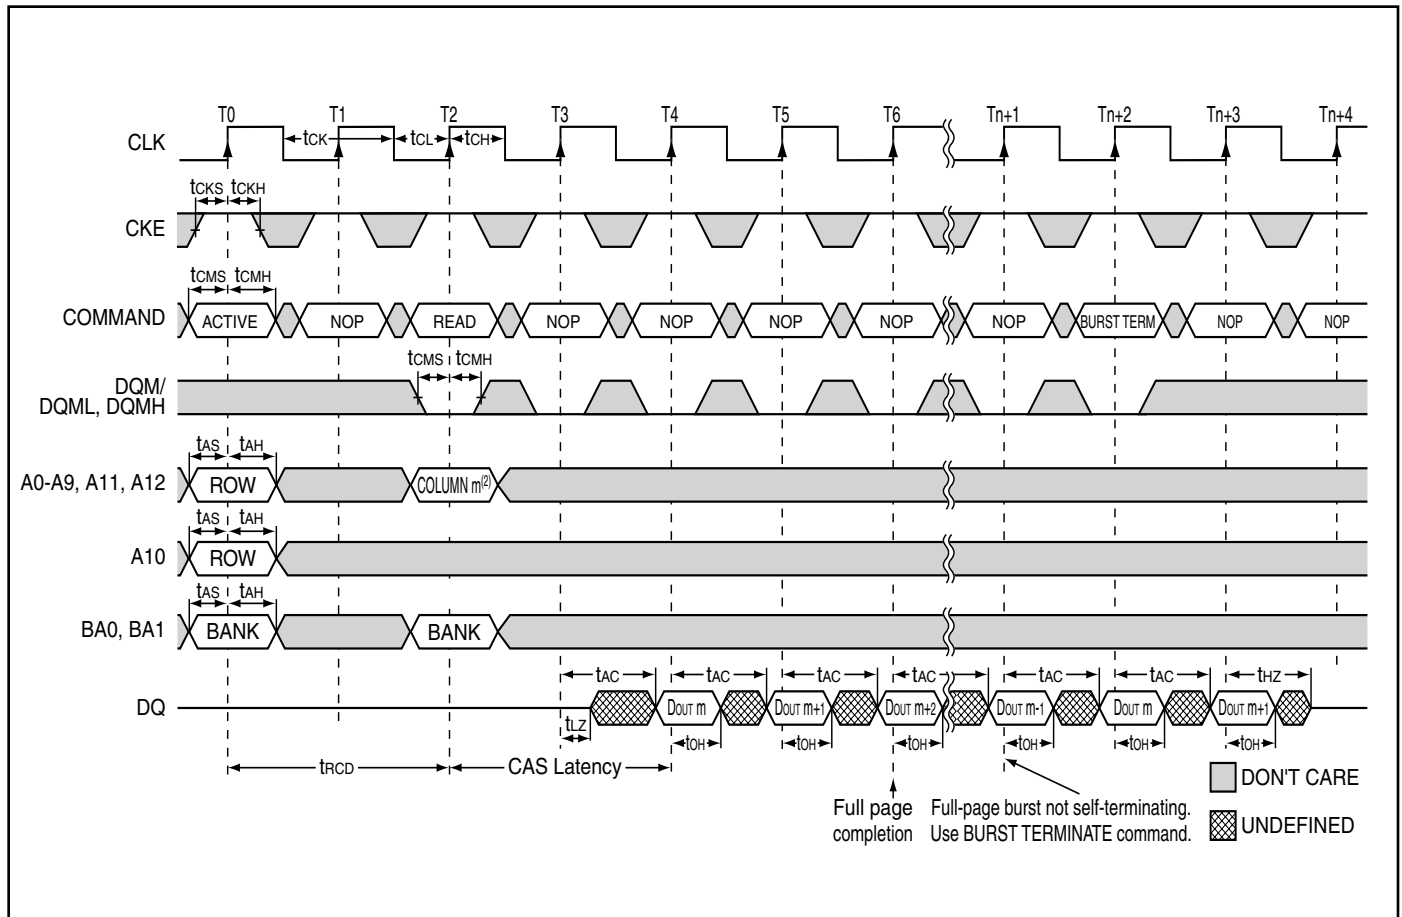 T0 T1 T2 T3 T4 T5 T6 Tn+1 Tn+2 Tn+3 Tn+4
CLK
tCK tCL tCH
tCKS tCKH
CKE
tCMS tCMH
COMMAND ACTIVE NOP READ NOP NOP NOP NOP NOP BURST TERM NOP NOP
tCMS tCMH
DQM/
DQML, DQMH
tAS tAH
A0-A9, A11, A12 ROW COLUMN m(2)
tAS tAH
A10 ROW
tAS tAH
BA0, BA1 BANK BANK
tAC tAC tAC tAC tAC tAC tHZ
DQ DOUT m DOUT m+1 DOUT m+2 DOUT m-1 DOUT m DOUT m+1
tLZ tOH tOH tOH tOH tOH tOH
tRCD CAS Latency
DON'T CARE
Full page Full-page burst not self-terminating.
completion Use BURST TERMINATE command.
UNDEFINED